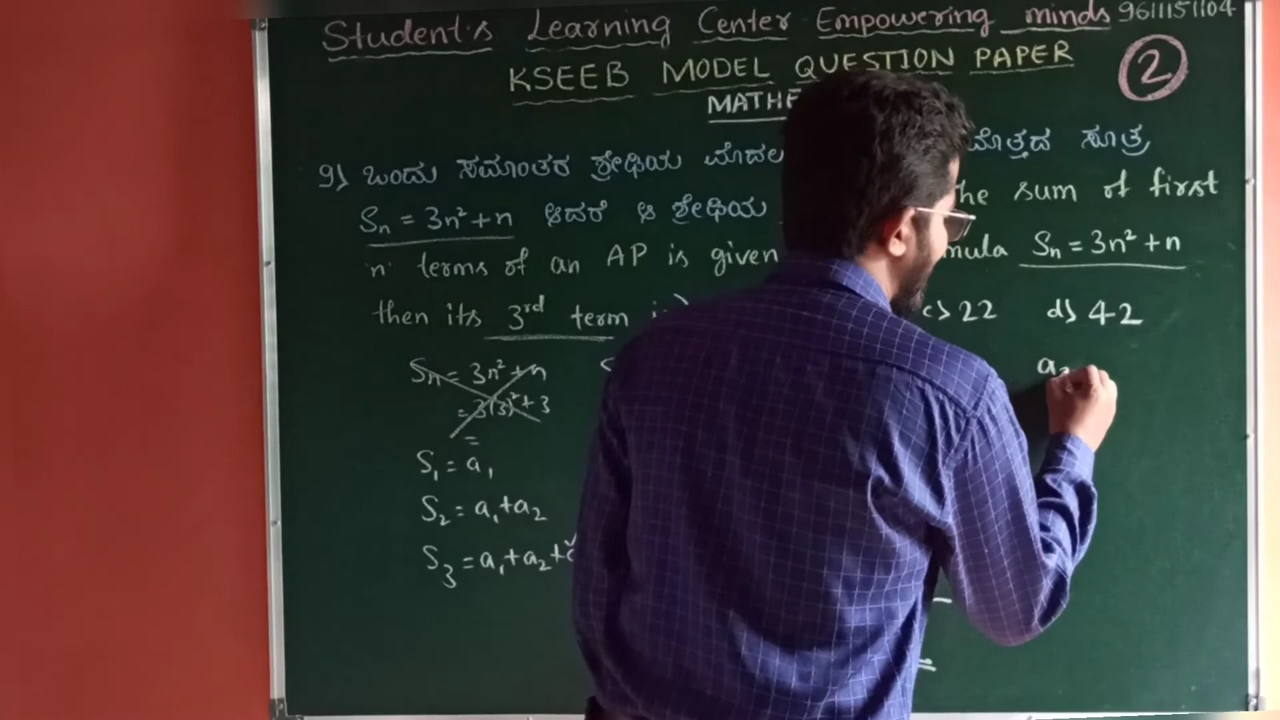 Student's Learning Center Empowering minds 9611151104
KSEEB MODEL QUESTION PAPER
2
MATHE
9) ಒಂದು ಸಮಾಂತರ ಶ್ರೇಢಿಯ ಮೊದಲ ಮೊತ್ತದ ಸೂತ್ರ
Sₙ = 3n² + n ಆದರೆ ಆ ಶ್ರೇಢಿಯ he sum of first
'n' terms of an AP is given mula Sₙ = 3n² + n
then its 3rd term i c) 22 d) 42
Sₙ = 3n² + n
= 3(3)² + 3
=
S₁ = a₁
S₂ = a₁ + a₂
S₃ = a₁ + a₂ +